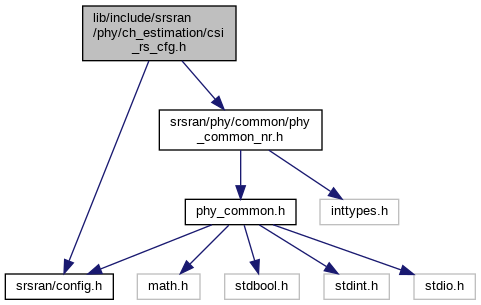 lib/include/srsran
/phy/ch_estimation/csi
_rs_cfg.h
srsran/phy/common/phy
_common_nr.h
phy_common.h
inttypes.h
srsran/config.h
math.h
stdbool.h
stdint.h
stdio.h